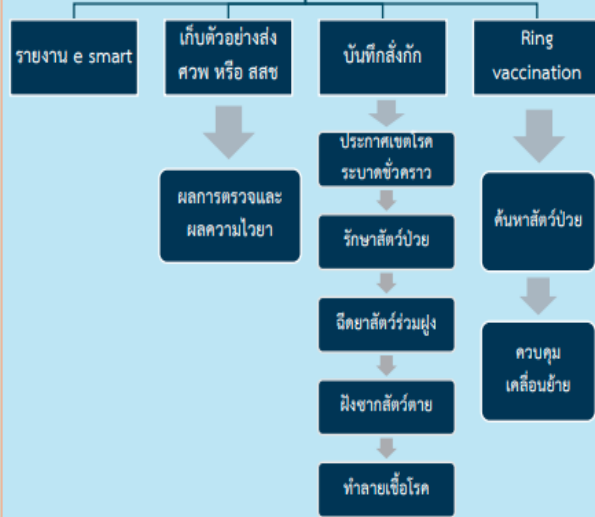 รายงาน e smart
เก็บตัวอย่างส่ง
ศวพ หรือ สสช
ผลการตรวจและ
ผลความไวยา
บันทึกสั่งกัก
ประกาศเขตโรค
ระบาดชั่วคราว
รักษาสัตว์ป่วย
ฉีดยาสัตว์ร่วมฝูง
ฝังซากสัตว์ตาย
ทำลายเชื้อโรค
Ring
vaccination
ค้นหาสัตว์ป่วย
ควบคุม
เคลื่อนย้าย